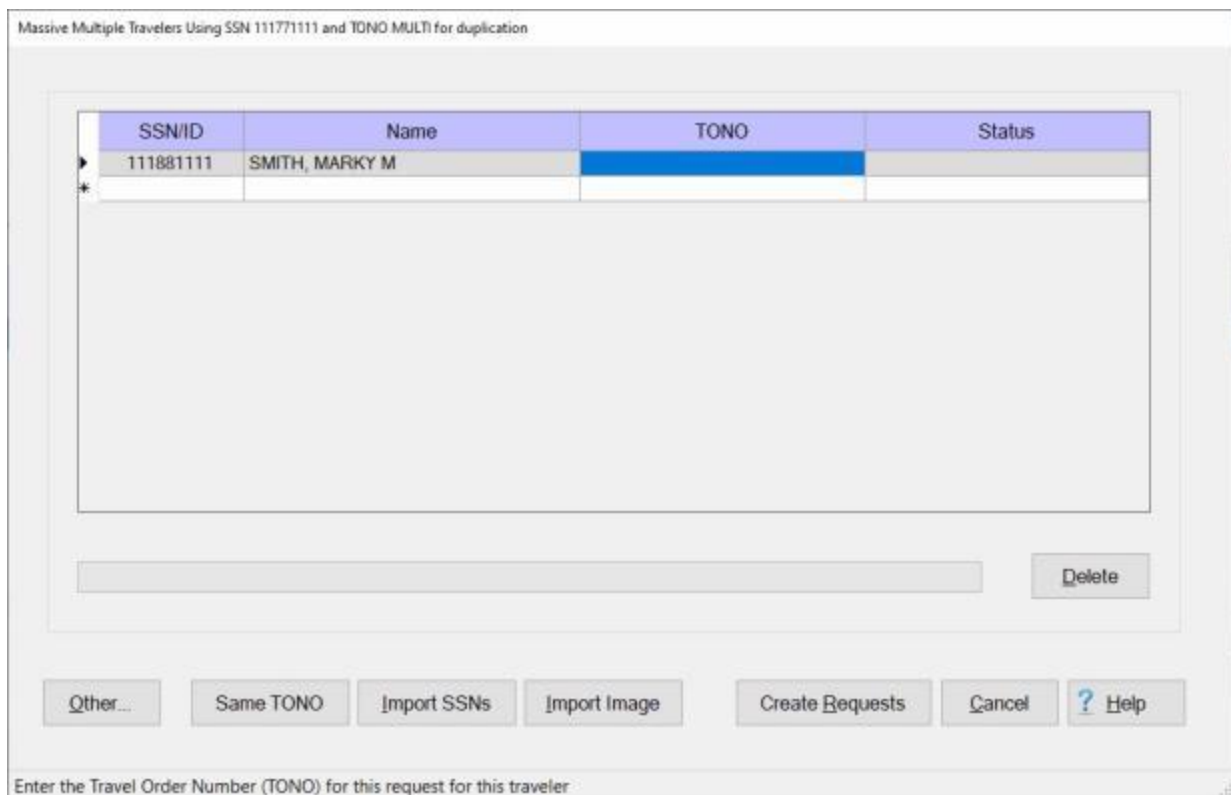 Massive Multiple Travelers Using SSN 111771111 and TONO MULTI for duplication
SSN/ID Name TONO Status
111881111 SMITH, MARKY M
*
Delete
Other... Same TONO Import SSNs Import Image Create Requests Cancel ? Help
Enter the Travel Order Number (TONO) for this request for this traveler